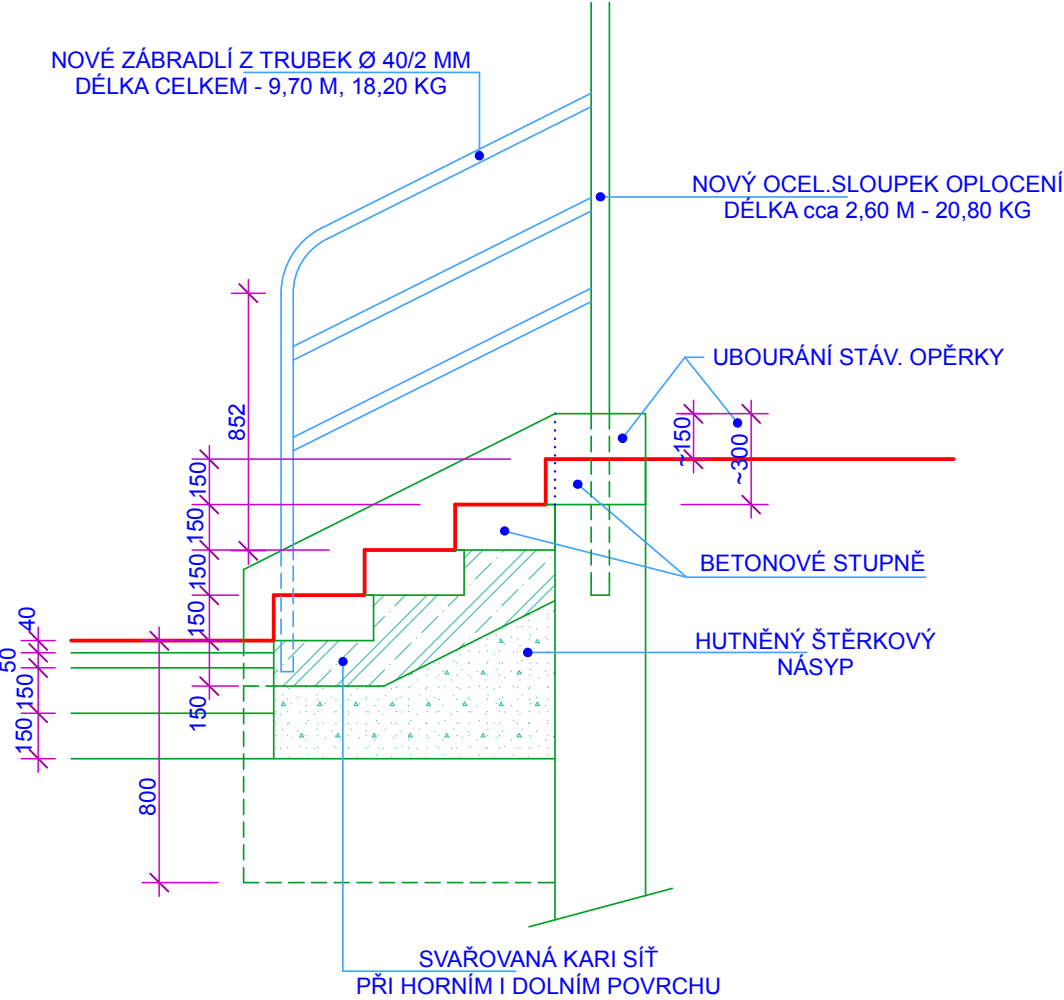 NOVÉ ZÁBRADLÍ Z TRUBEK Ø 40/2 MM
DÉLKA CELKEM - 9,70 M, 18,20 KG
NOVÝ OCEL.SLOUPEK OPLOCENÍ
DÉLKA cca 2,60 M - 20,80 KG
UBOURÁNÍ STÁV. OPĚRKY
852
~150
~300
150
150
150
150
150
BETONOVÉ STUPNĚ
40
50
150
150
HUTNĚNÝ ŠTĚRKOVÝ
NÁSYP
800
SVAŘOVANÁ KARI SÍŤ
PŘI HORNÍM I DOLNÍM POVRCHU